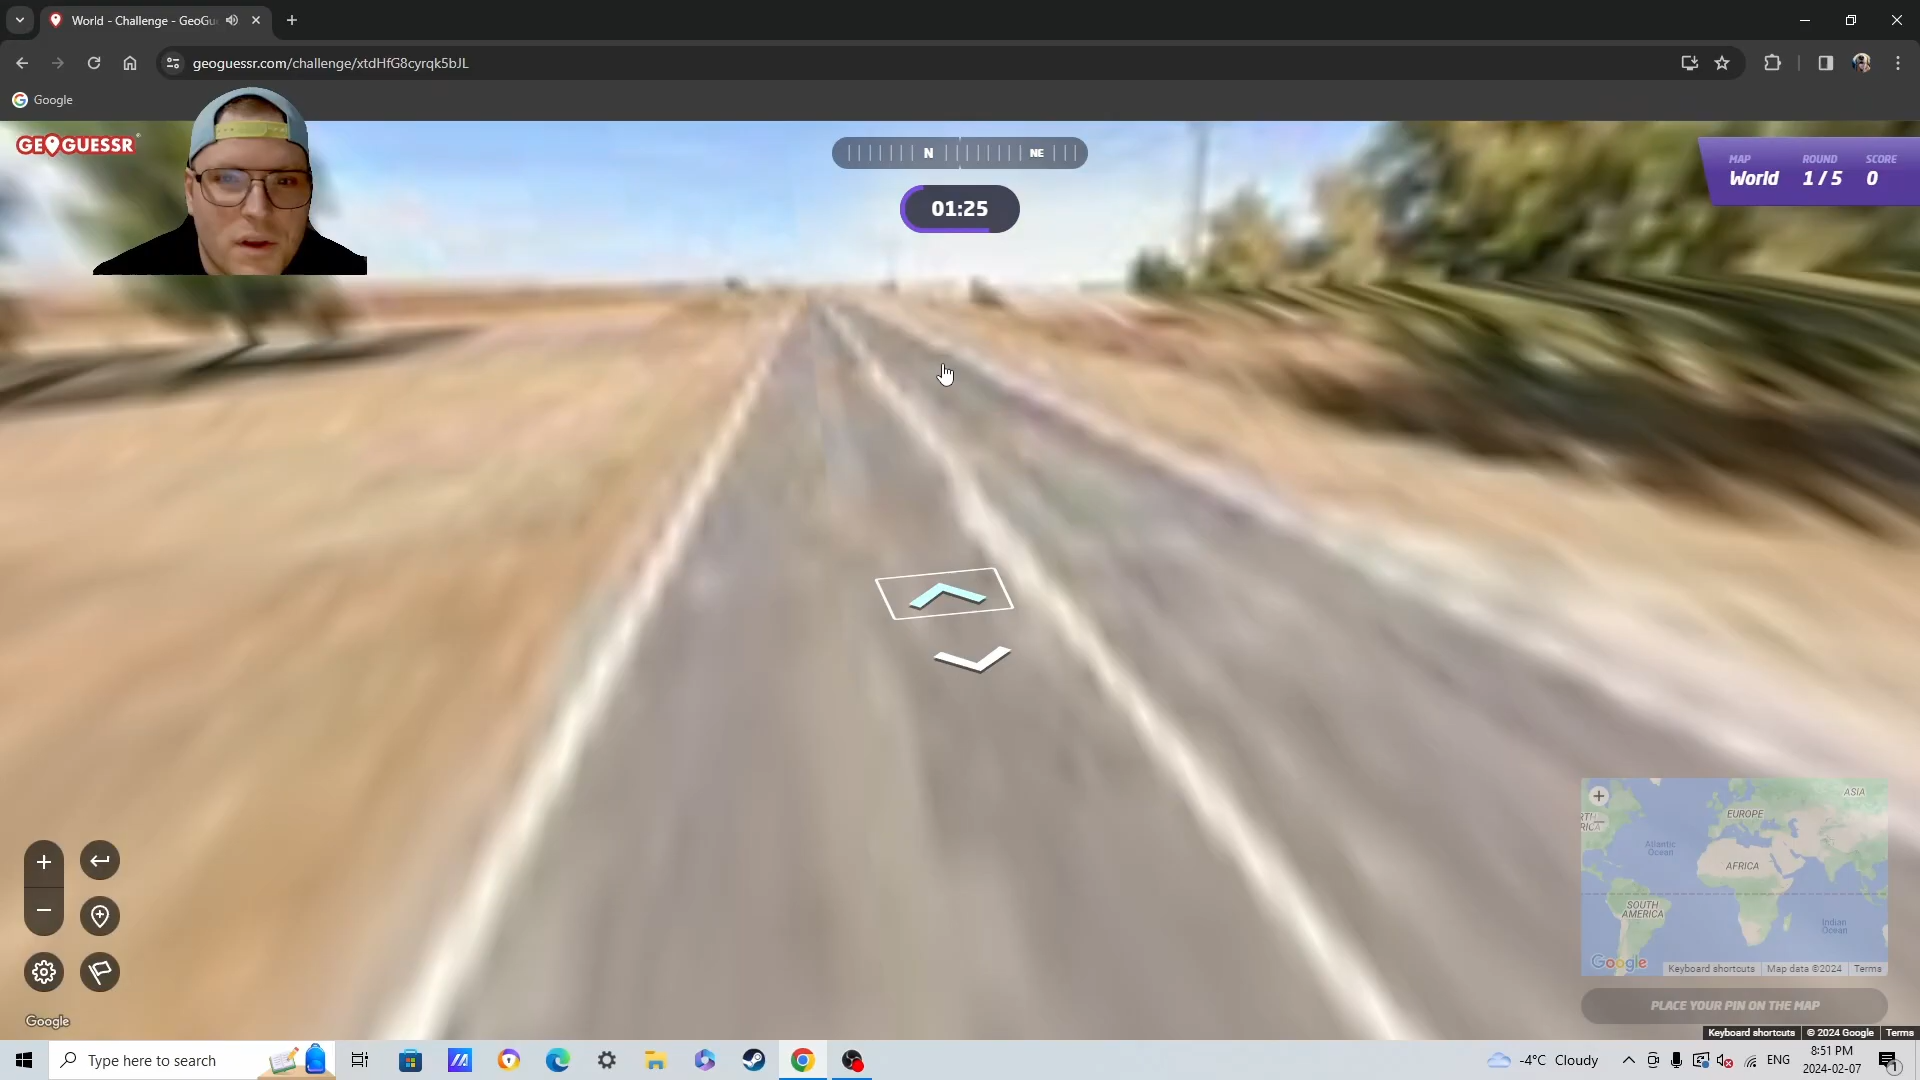 World - Challenge - GeoGu
geoguessr.com/challenge/xtdHfG8cyrqk5bJL
Google
GEOGUESSR
N NE
01:25
MAP ROUND SCORE
World 1 / 5 0
ASIA
EUROPE
Atlantic
Ocean
AFRICA
SOUTH
AMERICA
Indian
Ocean
Google
Keyboard shortcuts Map data ©2024 Terms
PLACE YOUR PIN ON THE MAP
Google
Keyboard shortcuts © 2024 Google Terms
Type here to search
-4°C Cloudy
ENG
8:51 PM
2024-02-07
1